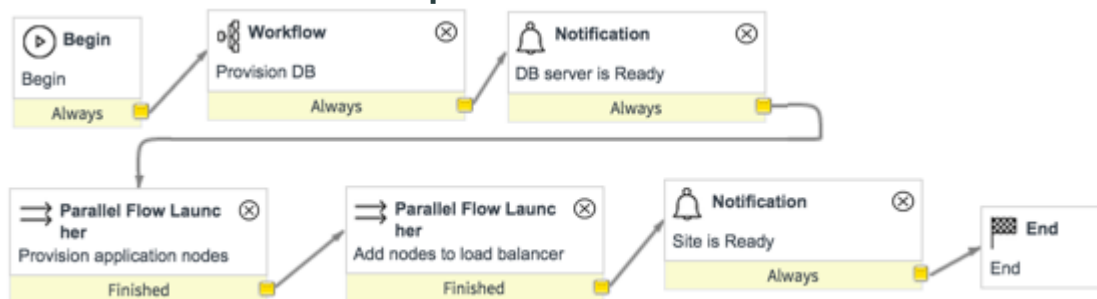 Begin
Begin
Always
Workflow
Provision DB
Always
Notification
DB server is Ready
Always
Parallel Flow Launc
her
Provision application nodes
Finished
Parallel Flow Launc
her
Add nodes to load balancer
Finished
Notification
Site is Ready
Always
End
End